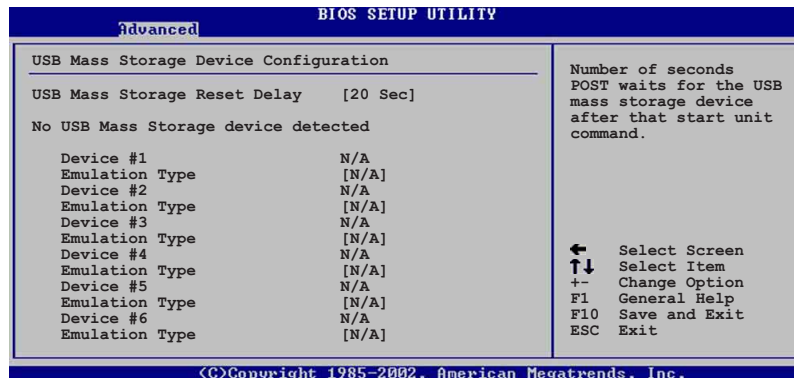 BIOS SETUP UTILITY
Advanced
USB Mass Storage Device Configuration
USB Mass Storage Reset Delay [20 Sec]
No USB Mass Storage device detected
Device #1 N/A
Emulation Type [N/A]
Device #2 N/A
Emulation Type [N/A]
Device #3 N/A
Emulation Type [N/A]
Device #4 N/A
Emulation Type [N/A]
Device #5 N/A
Emulation Type [N/A]
Device #6 N/A
Emulation Type [N/A]
Number of seconds
POST waits for the USB
mass storage device
after that start unit
command.
← Select Screen
↑↓ Select Item
+- Change Option
F1 General Help
F10 Save and Exit
ESC Exit
(C)Copyright 1985-2002, American Megatrends, Inc.